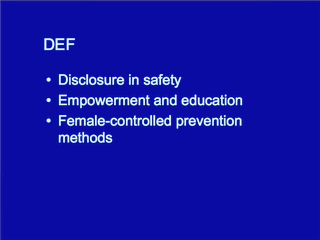 DEF
• Disclosure in safety
• Empowerment and education
• Female-controlled prevention
methods